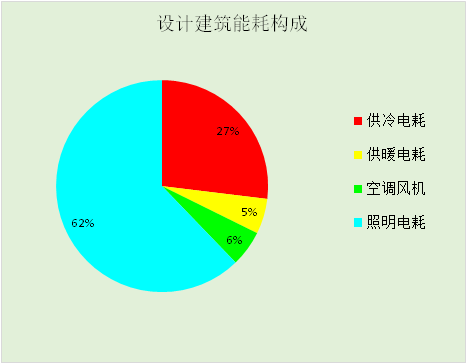 设计建筑能耗构成
27%
5%
6%
62%
供冷电耗
供暖电耗
空调风机
照明电耗